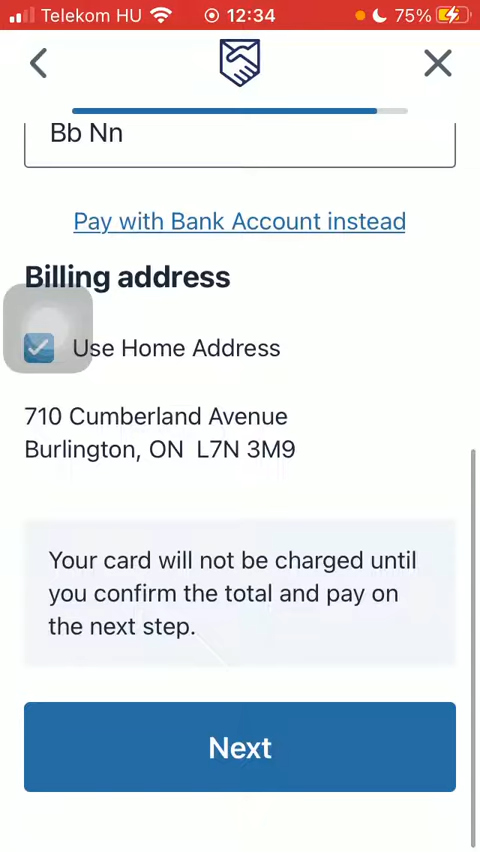 Telekom HU 12:34 75%
Bb Nn
Pay with Bank Account instead
Billing address
Use Home Address
710 Cumberland Avenue
Burlington, ON L7N 3M9
Your card will not be charged until
you confirm the total and pay on
the next step.
Next